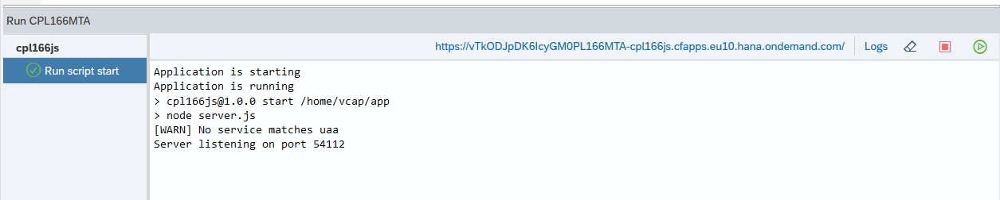 Run CPL166MTA
cpl166js
https://vTkODJpDK6IcyGM0PL166MTA-cpl166js.cfapps.eu10.hana.ondemand.com/ Logs
Run script start
Application is starting
Application is running
> cpl166js@1.0.0 start /home/vcap/app
> node server.js
[WARN] No service matches uaa
Server listening on port 54112